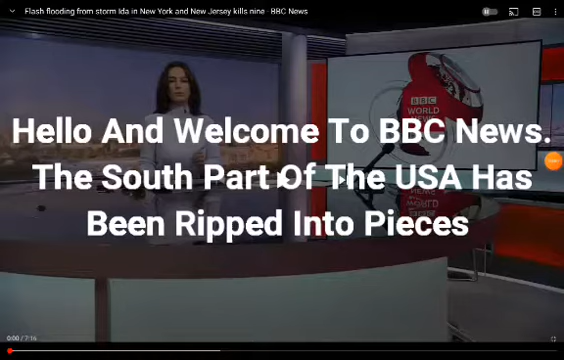 Flash flooding from storm Ida in New York and New Jersey kills nine - BBC News
BBC
WORLD
NEWS
Hello And Welcome To BBC News.
The South Part Of The USA Has
Been Ripped Into Pieces
0:00 / 7:14